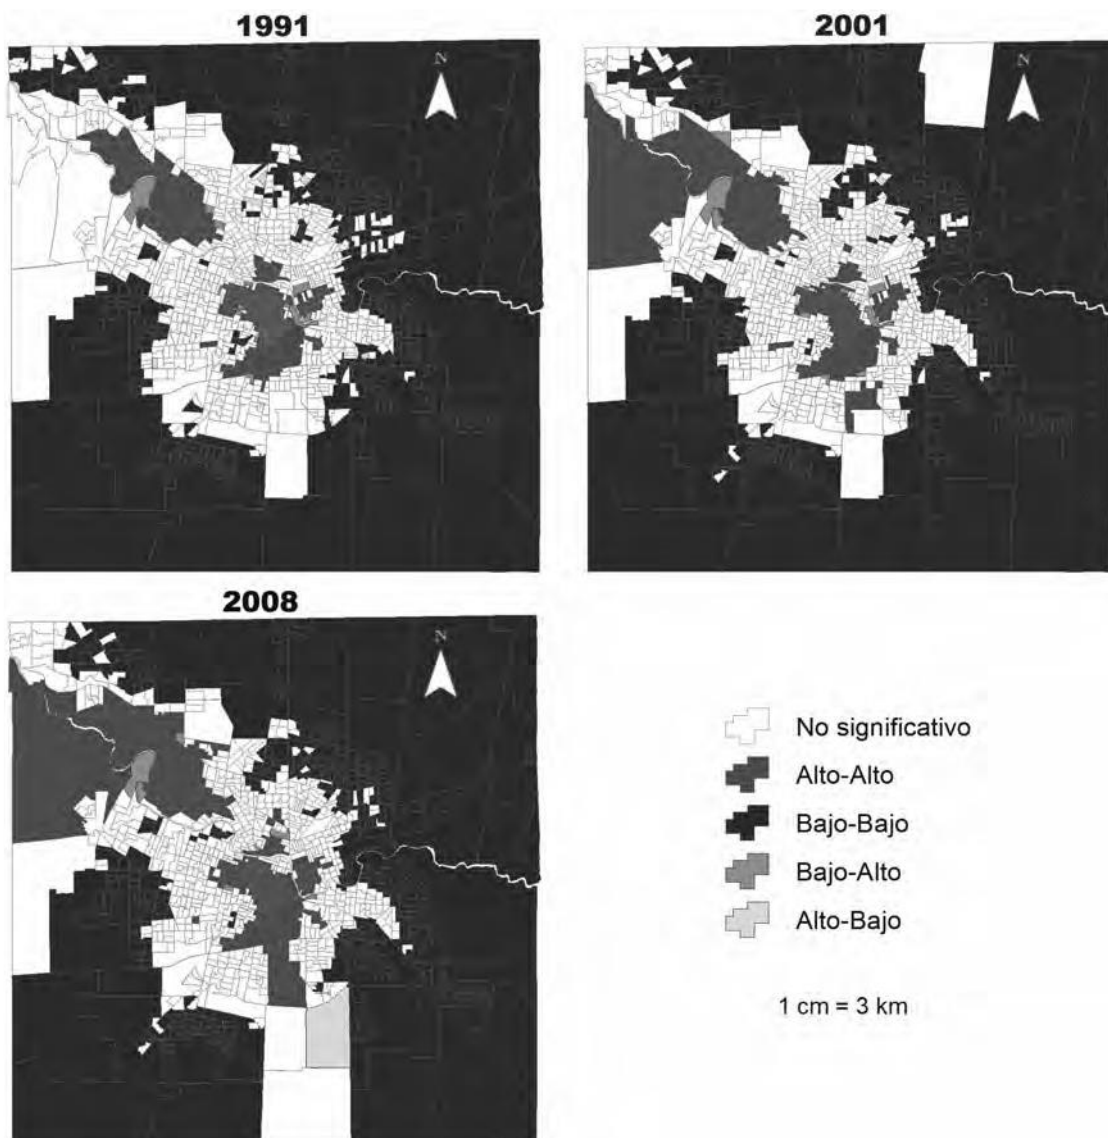 1991
2001
N
N
2008
N
No significativo
Alto-Alto
Bajo-Bajo
Bajo-Alto
Alto-Bajo
1 cm = 3 km